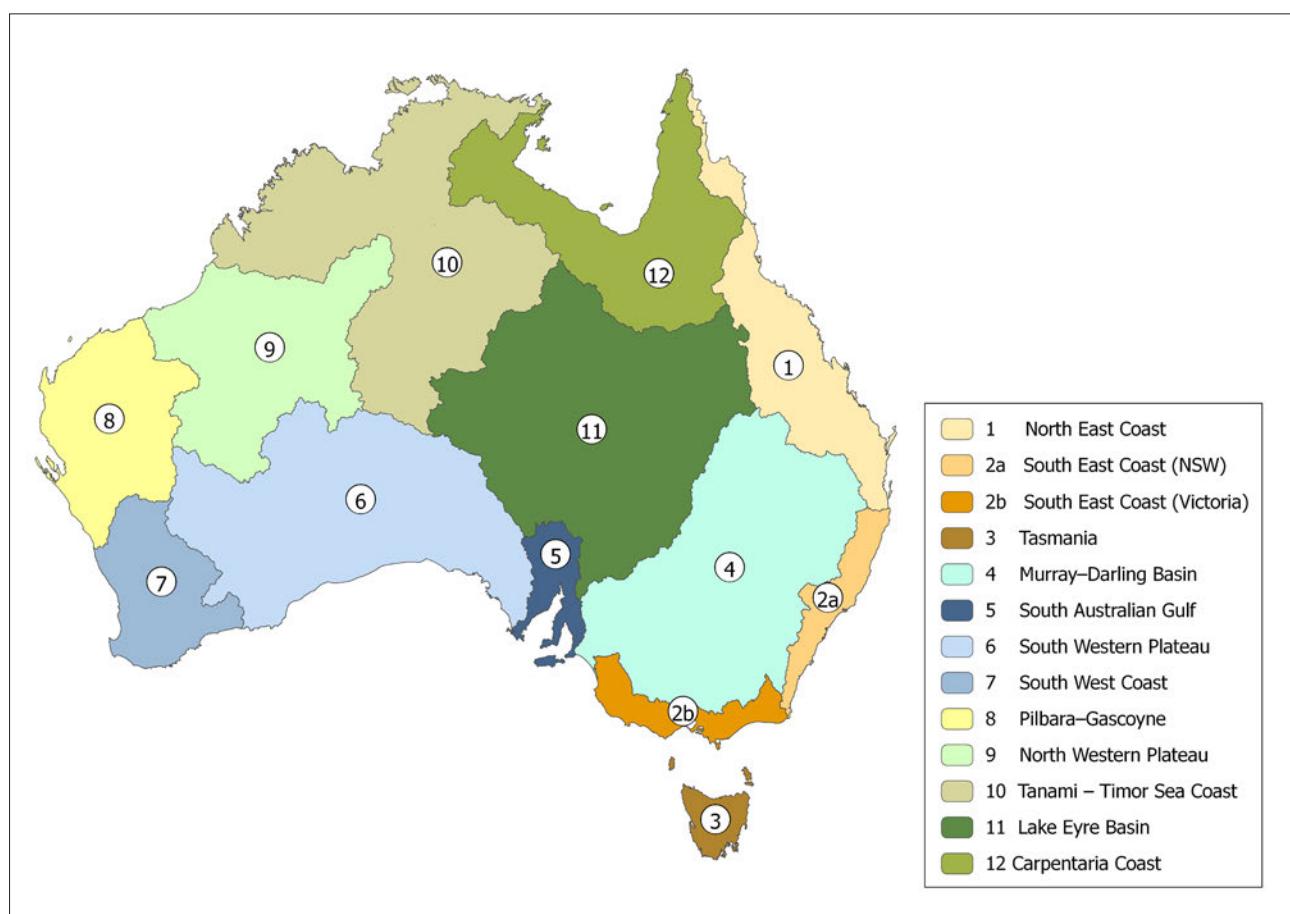 10
12
9
1
8
11
6
5
4
7
2a
2b
3
1 North East Coast
2a South East Coast (NSW)
2b South East Coast (Victoria)
3 Tasmania
4 Murray–Darling Basin
5 South Australian Gulf
6 South Western Plateau
7 South West Coast
8 Pilbara–Gascoyne
9 North Western Plateau
10 Tanami – Timor Sea Coast
11 Lake Eyre Basin
12 Carpentaria Coast